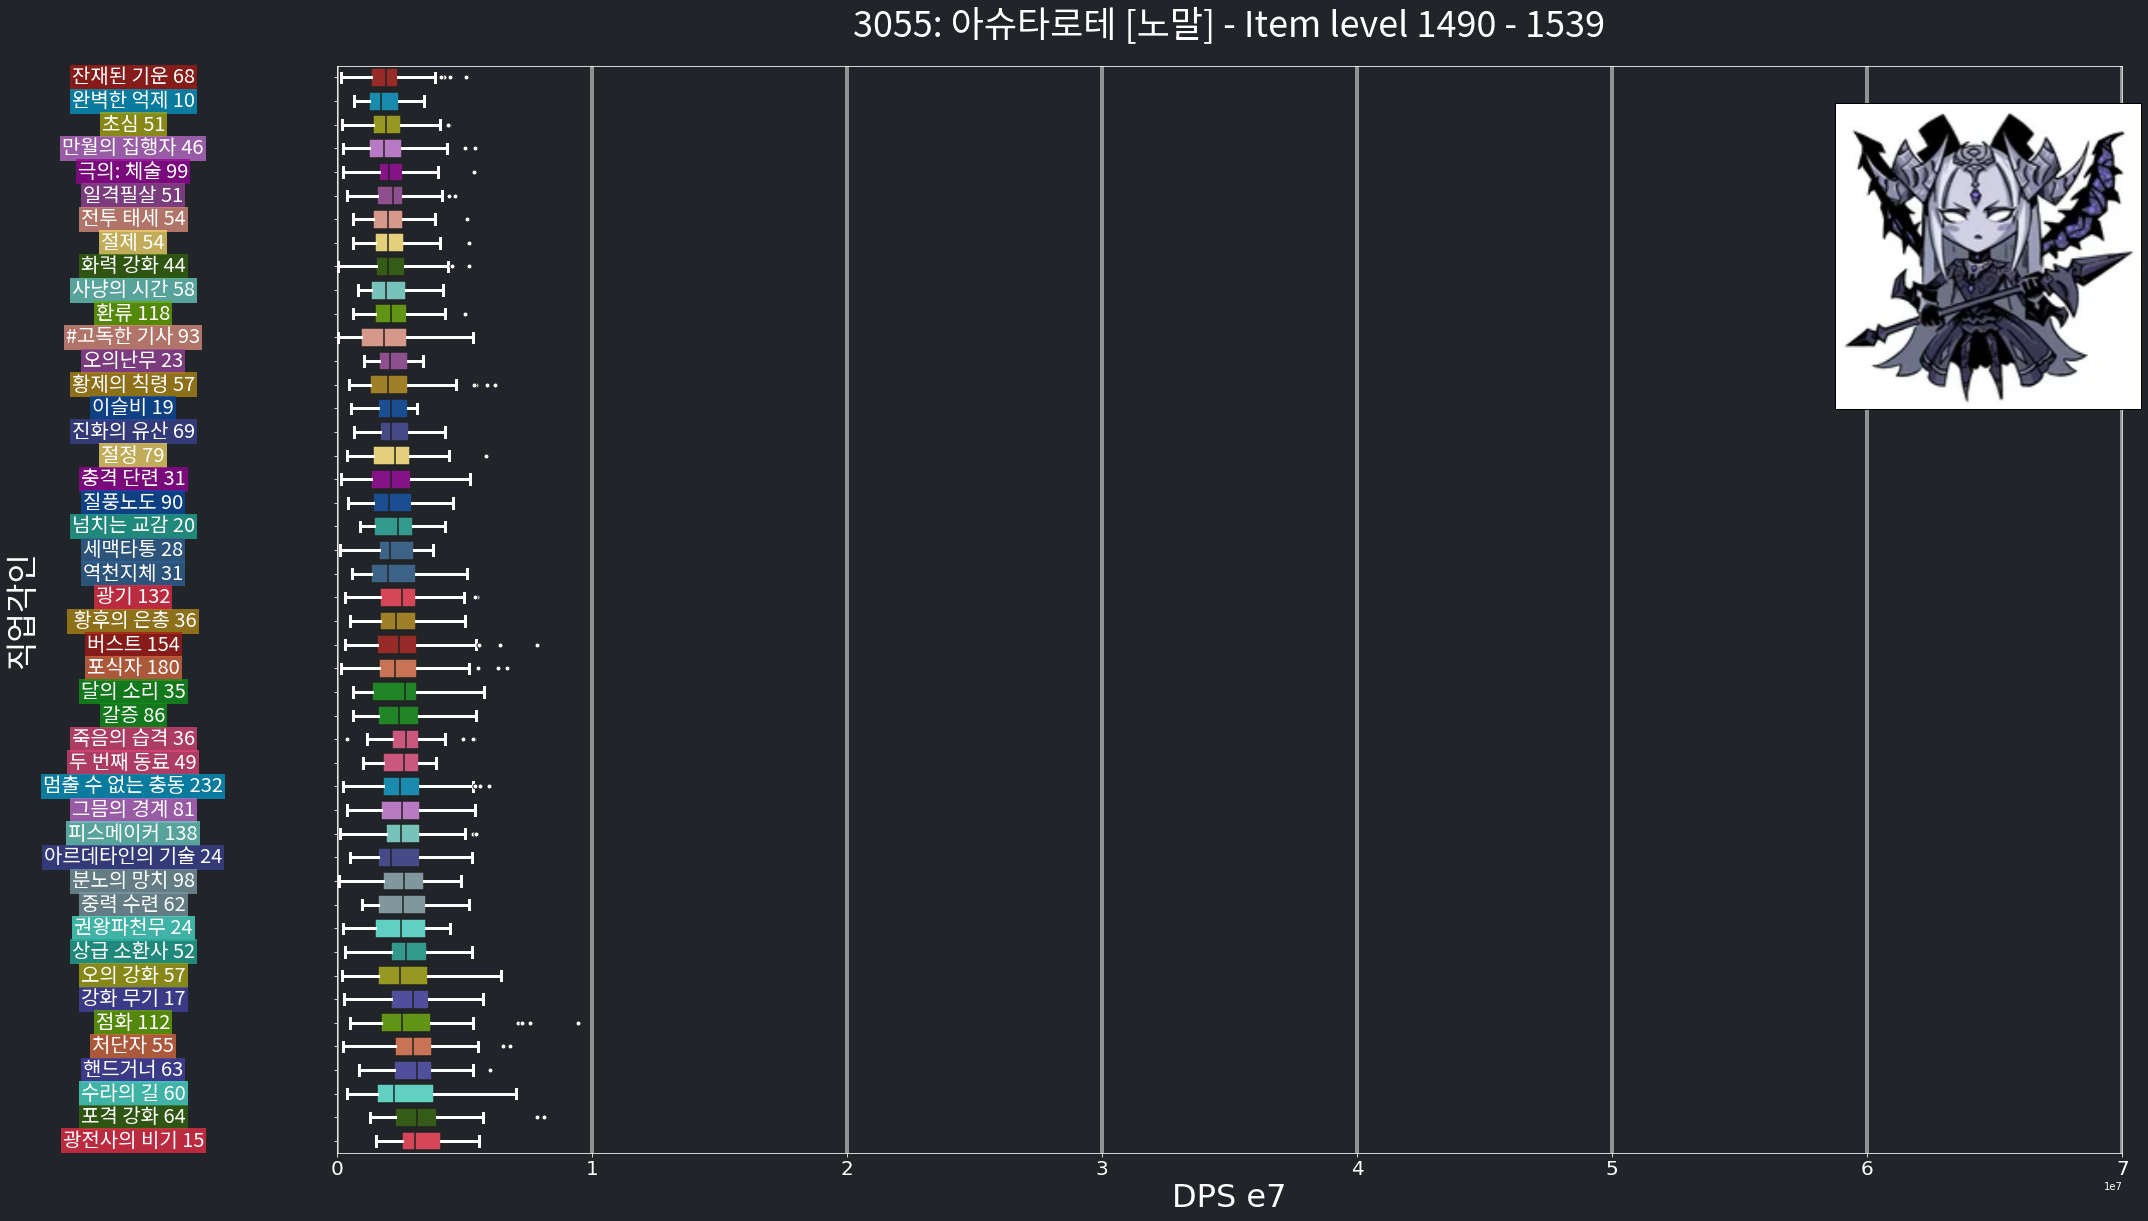 3055: 아슈타로테 [노말] - Item level 1490 - 1539
잔재된 기운 68
완벽한 억제 10
초심 51
만월의 집행자 46
극의: 체술 99
일격필살 51
전투 태세 54
절제 54
화력 강화 44
사냥의 시간 58
환류 118
#고독한 기사 93
오의난무 23
황제의 칙령 57
이슬비 19
진화의 유산 69
절정 79
충격 단련 31
질풍노도 90
넘치는 교감 20
세맥타통 28
역천지체 31
광기 132
황후의 은총 36
버스트 154
포식자 180
달의 소리 35
갈증 86
죽음의 습격 36
두 번째 동료 49
멈출 수 없는 충동 232
그믐의 경계 81
피스메이커 138
아르데타인의 기술 24
분노의 망치 98
중력 수련 62
권왕파천무 24
상급 소환사 52
오의 강화 57
강화 무기 17
점화 112
처단자 55
핸드거너 63
수라의 길 60
포격 강화 64
광전사의 비기 15
직업각인
0 1 2 3 4 5 6 7
1e7
DPS e7